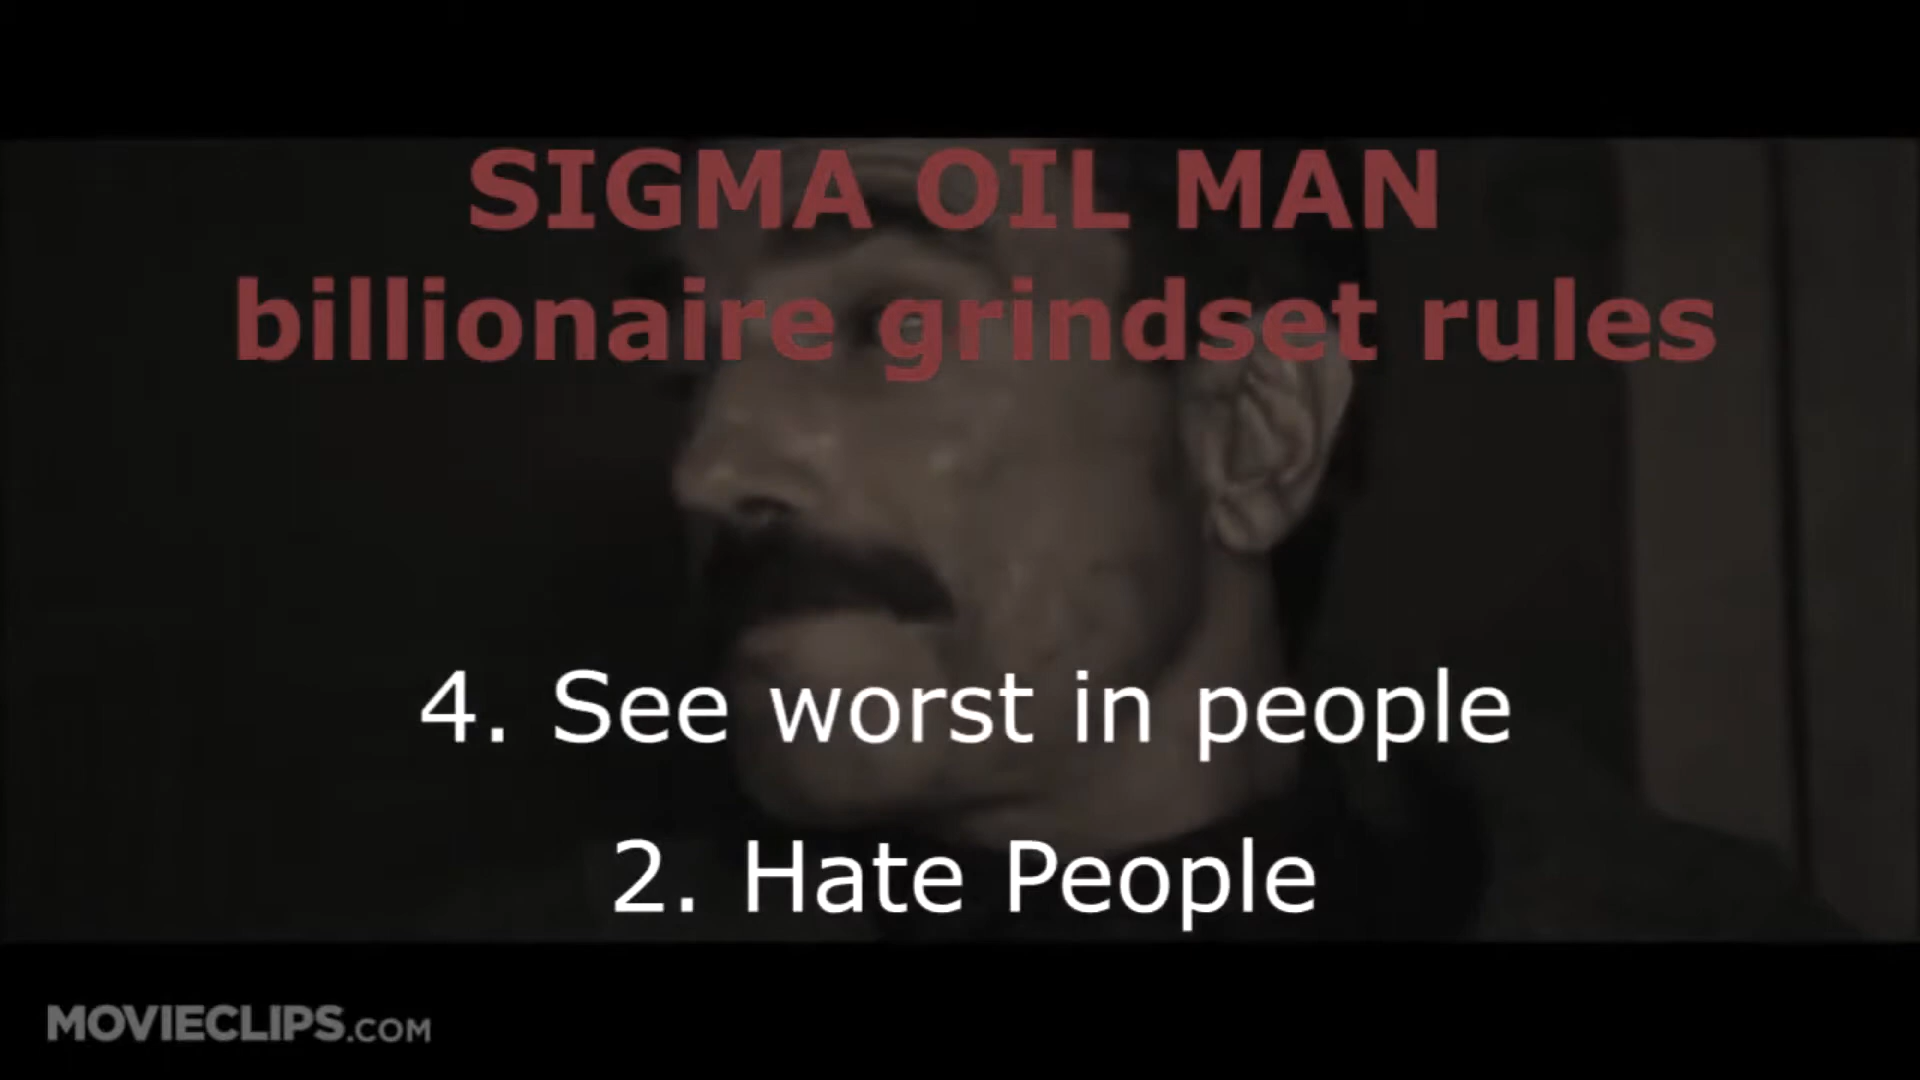 SIGMA OIL MAN
billionaire grindset rules
4. See worst in people
2. Hate People
MOVIECLIPS.COM